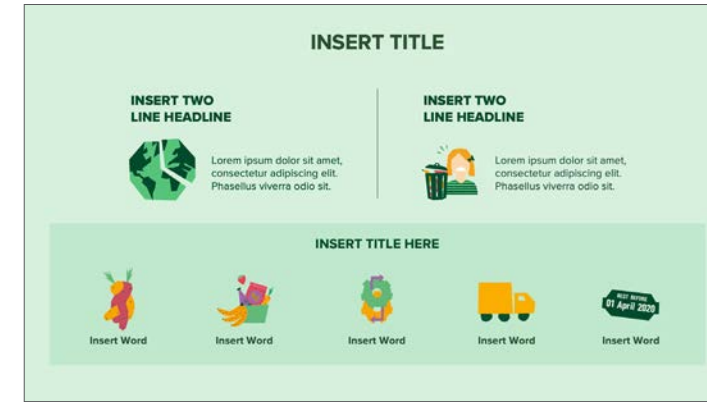 INSERT TITLE
INSERT TWO
LINE HEADLINE
Lorem ipsum dolor sit amet,
consectetur adipiscing elit.
Phasellus viverra odio sit.
INSERT TWO
LINE HEADLINE
Lorem ipsum dolor sit amet,
consectetur adipiscing elit.
Phasellus viverra odio sit.
INSERT TITLE HERE
BEST BEFORE
01 April 2020
Insert Word
Insert Word
Insert Word
Insert Word
Insert Word